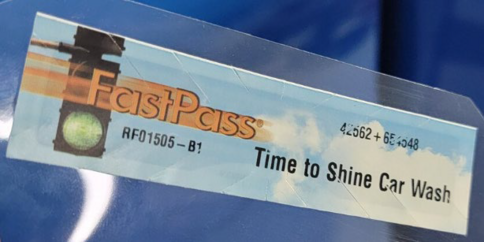 FastPass®
RF01505-B1
Time to Shine Car Wash